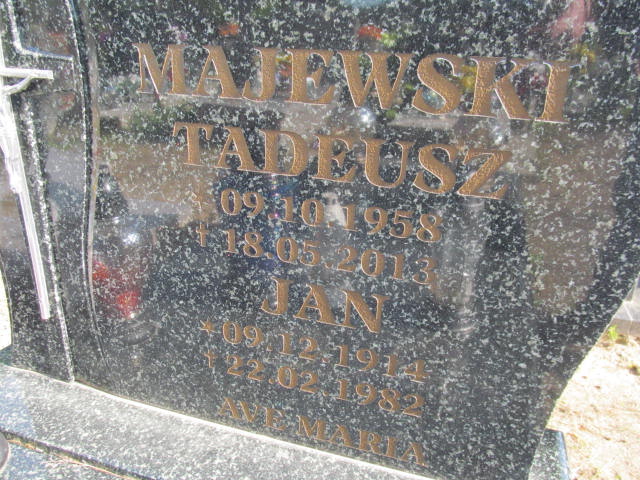 MAJEWSKI
TADEUSZ
* 09.10.1958
† 18.05.2013
JAN
* 09.12.1914
† 22.02.1982
AVE MARIA